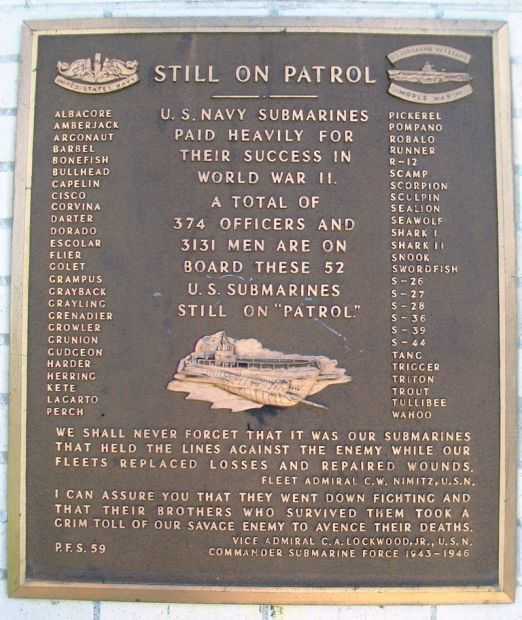 UNITED STATES NAVY
SUBMARINE VETERANS
WORLD WAR II
STILL ON PATROL
ALBACORE
AMBERJACK
ARGONAUT
BARBEL
BONEFISH
BULLHEAD
CAPELIN
CISCO
CORVINA
DARTER
DORADO
ESCOLAR
FLIER
GOLET
GRAMPUS
GRAYBACK
GRAYLING
GRENADIER
GROWLER
GRUNION
GUDGEON
HARDER
HERRING
KETE
LAGARTO
PERCH
U.S. NAVY SUBMARINES
PAID HEAVILY FOR
THEIR SUCCESS IN
WORLD WAR II.
A TOTAL OF
374 OFFICERS AND
3131 MEN ARE ON
BOARD THESE 52
U.S. SUBMARINES
STILL ON "PATROL."
PICKEREL
POMPANO
ROBALO
RUNNER
R-12
SCAMP
SCORPION
SCULPIN
SEALION
SEAWOLF
SHARK I
SHARK II
SNOOK
SWORDFISH
S-26
S-27
S-28
S-36
S-39
S-44
TANG
TRIGGER
TRITON
TROUT
TULLIBEE
WAHOO
WE SHALL NEVER FORGET THAT IT WAS OUR SUBMARINES
THAT HELD THE LINES AGAINST THE ENEMY WHILE OUR
FLEETS REPLACED LOSSES AND REPAIRED WOUNDS.
FLEET ADMIRAL C.W. NIMITZ, U.S.N.
I CAN ASSURE YOU THAT THEY WENT DOWN FIGHTING AND
THAT THEIR BROTHERS WHO SURVIVED THEM TOOK A
GRIM TOLL OF OUR SAVAGE ENEMY TO AVENGE THEIR DEATHS.
VICE ADMIRAL C.A. LOCKWOOD, JR., U.S.N.
P.F.S. 59
COMMANDER SUBMARINE FORCE 1943-1946